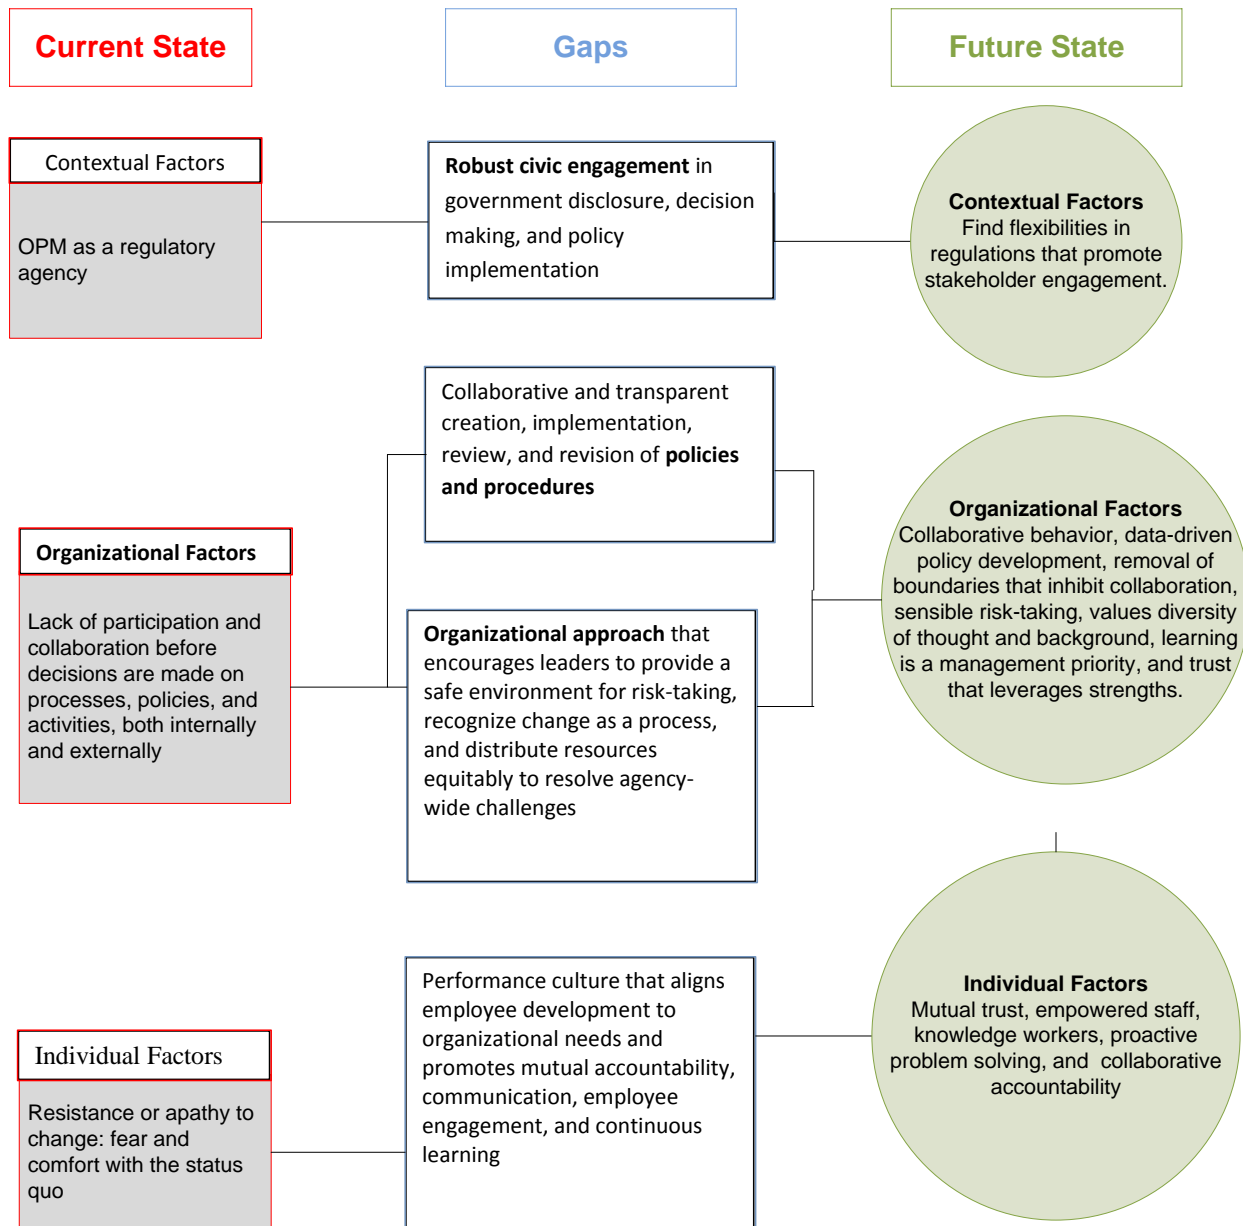 Current State
Gaps
Future State
Contextual Factors
OPM as a regulatory
agency
Robust civic engagement in
government disclosure, decision
making, and policy
implementation
Contextual Factors
Find flexibilities in
regulations that promote
stakeholder engagement.
Organizational Factors
Lack of participation and
collaboration before
decisions are made on
processes, policies, and
activities, both internally
and externally
Collaborative and transparent
creation, implementation,
review, and revision of policies
and procedures
Organizational approach that
encourages leaders to provide a
safe environment for risk-taking,
recognize change as a process,
and distribute resources
equitably to resolve agency-
wide challenges
Organizational Factors
Collaborative behavior, data-driven
policy development, removal of
boundaries that inhibit collaboration,
sensible risk-taking, values diversity
of thought and background, learning
is a management priority, and trust
that leverages strengths.
Individual Factors
Resistance or apathy to
change: fear and
comfort with the status
quo
Performance culture that aligns
employee development to
organizational needs and
promotes mutual accountability,
communication, employee
engagement, and continuous
learning
Individual Factors
Mutual trust, empowered staff,
knowledge workers, proactive
problem solving, and  collaborative
accountability